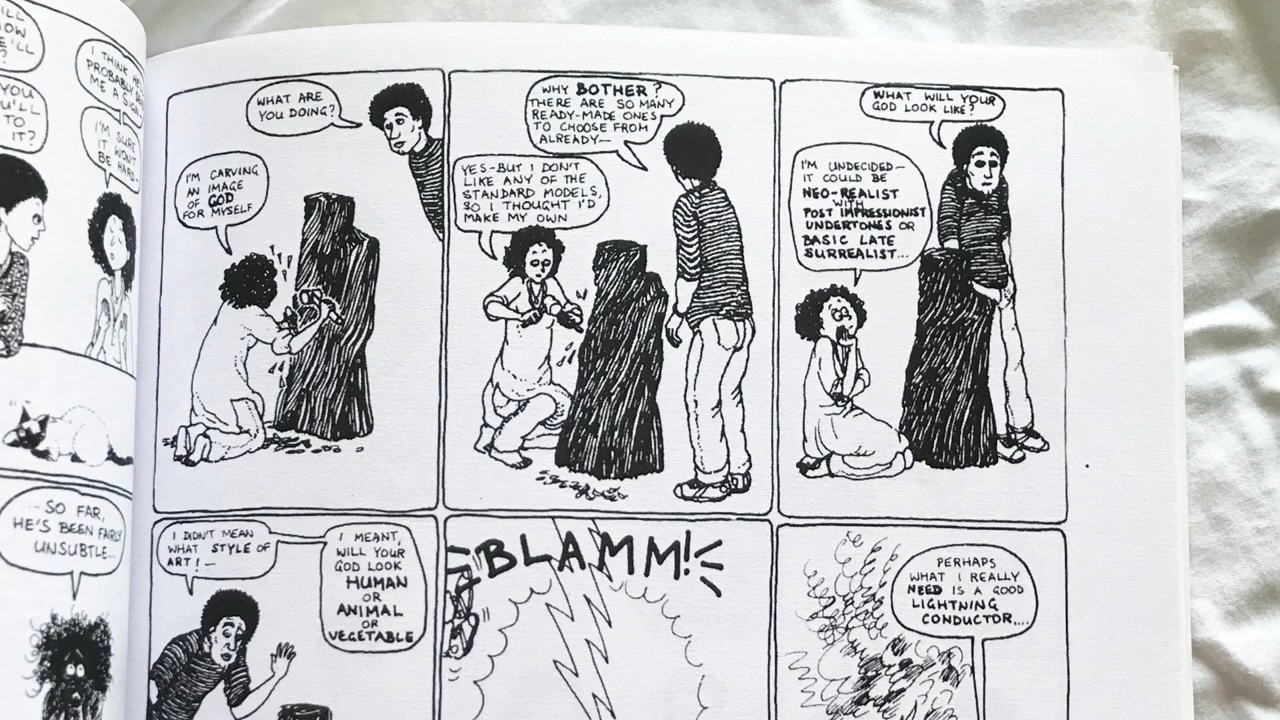 ILL
OW
E'LL
?
YOU
U'LL
TO
IT?
I THINK HE
PROBABLY
ME A SI
I'M SURE
IT WON'T
BE HARD-
.... SO FAR,
HE'S BEEN FAIRLY
UNSUBTLE...
WHAT ARE
YOU DOING?
I'M CARVING
AN IMAGE
OF GOD
FOR MYSELF
WHY BOTHER?
THERE ARE SO MANY
READY-MADE ONES
TO CHOOSE FROM
ALREADY—
YES-BUT I DON'T
LIKE ANY OF THE
STANDARD MODELS,
SO I THOUGHT I'D
MAKE MY OWN
WHAT WILL YOUR
GOD LOOK LIKE?
I'M UNDECIDED—
IT COULD BE
NEO-REALIST
WITH
POST IMPRESSIONIST
UNDERTONES OR
BASIC LATE
SURREALIST...
I DIDN'T MEAN
WHAT STYLE OF
ART!—
I MEANT,
WILL YOUR
GOD LOOK
HUMAN
OR
ANIMAL
OR
VEGETABLE
BLAMM!
PERHAPS
WHAT I REALLY
NEED IS A GOOD
LIGHTNING
CONDUCTOR....